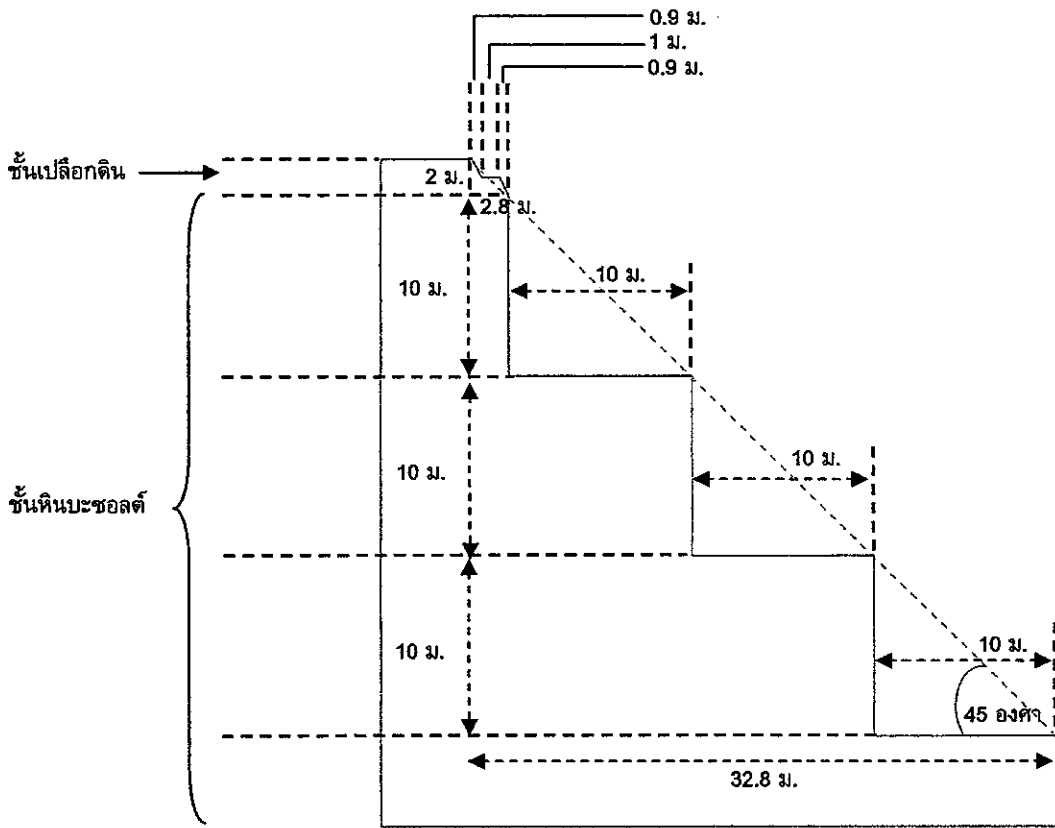 0.9 ม.
1 ม.
0.9 ม.
ชั้นเปลือกดิน
2 ม.
2.8 ม.
10 ม.
10 ม.
10 ม.
10 ม.
ชั้นหินบะซอลต์
10 ม.
10 ม.
45 องศา
32.8 ม.